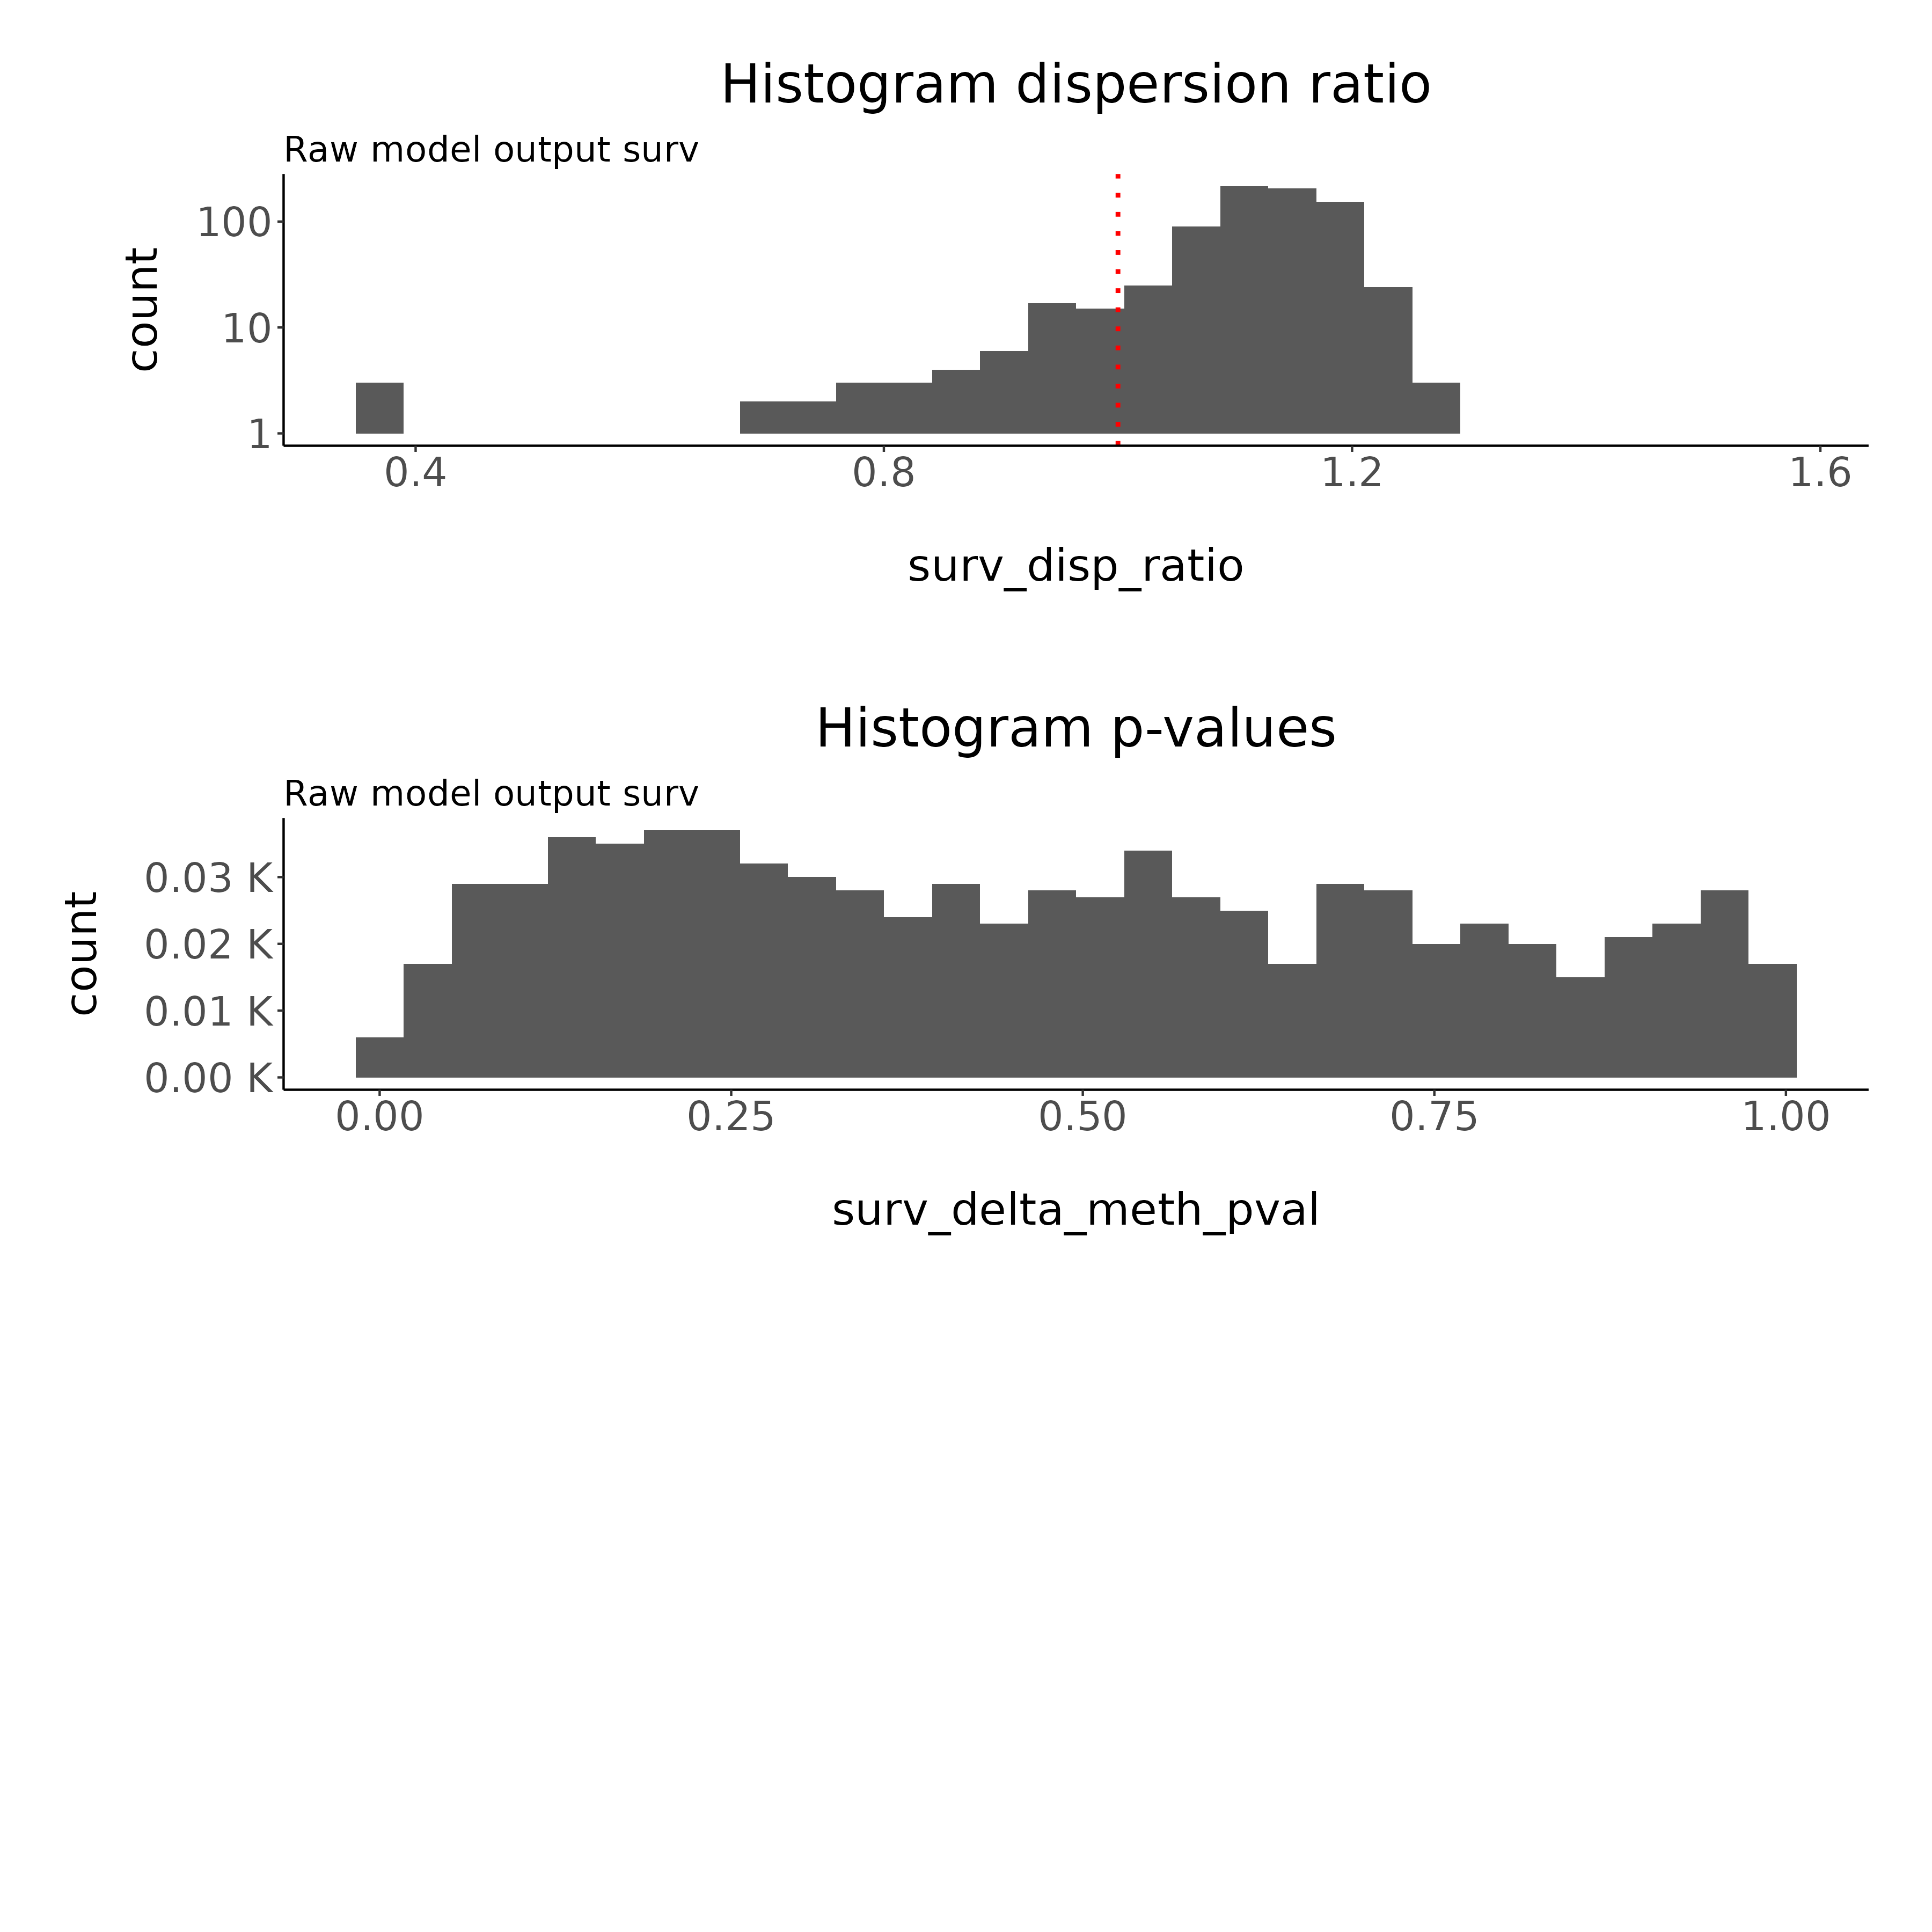 Histogram dispersion ratio
Raw model output surv
count
100
10
1
0.4 0.8 1.2 1.6
surv_disp_ratio
Histogram p-values
Raw model output surv
count
0.03 K
0.02 K
0.01 K
0.00 K
0.00 0.25 0.50 0.75 1.00
surv_delta_meth_pval